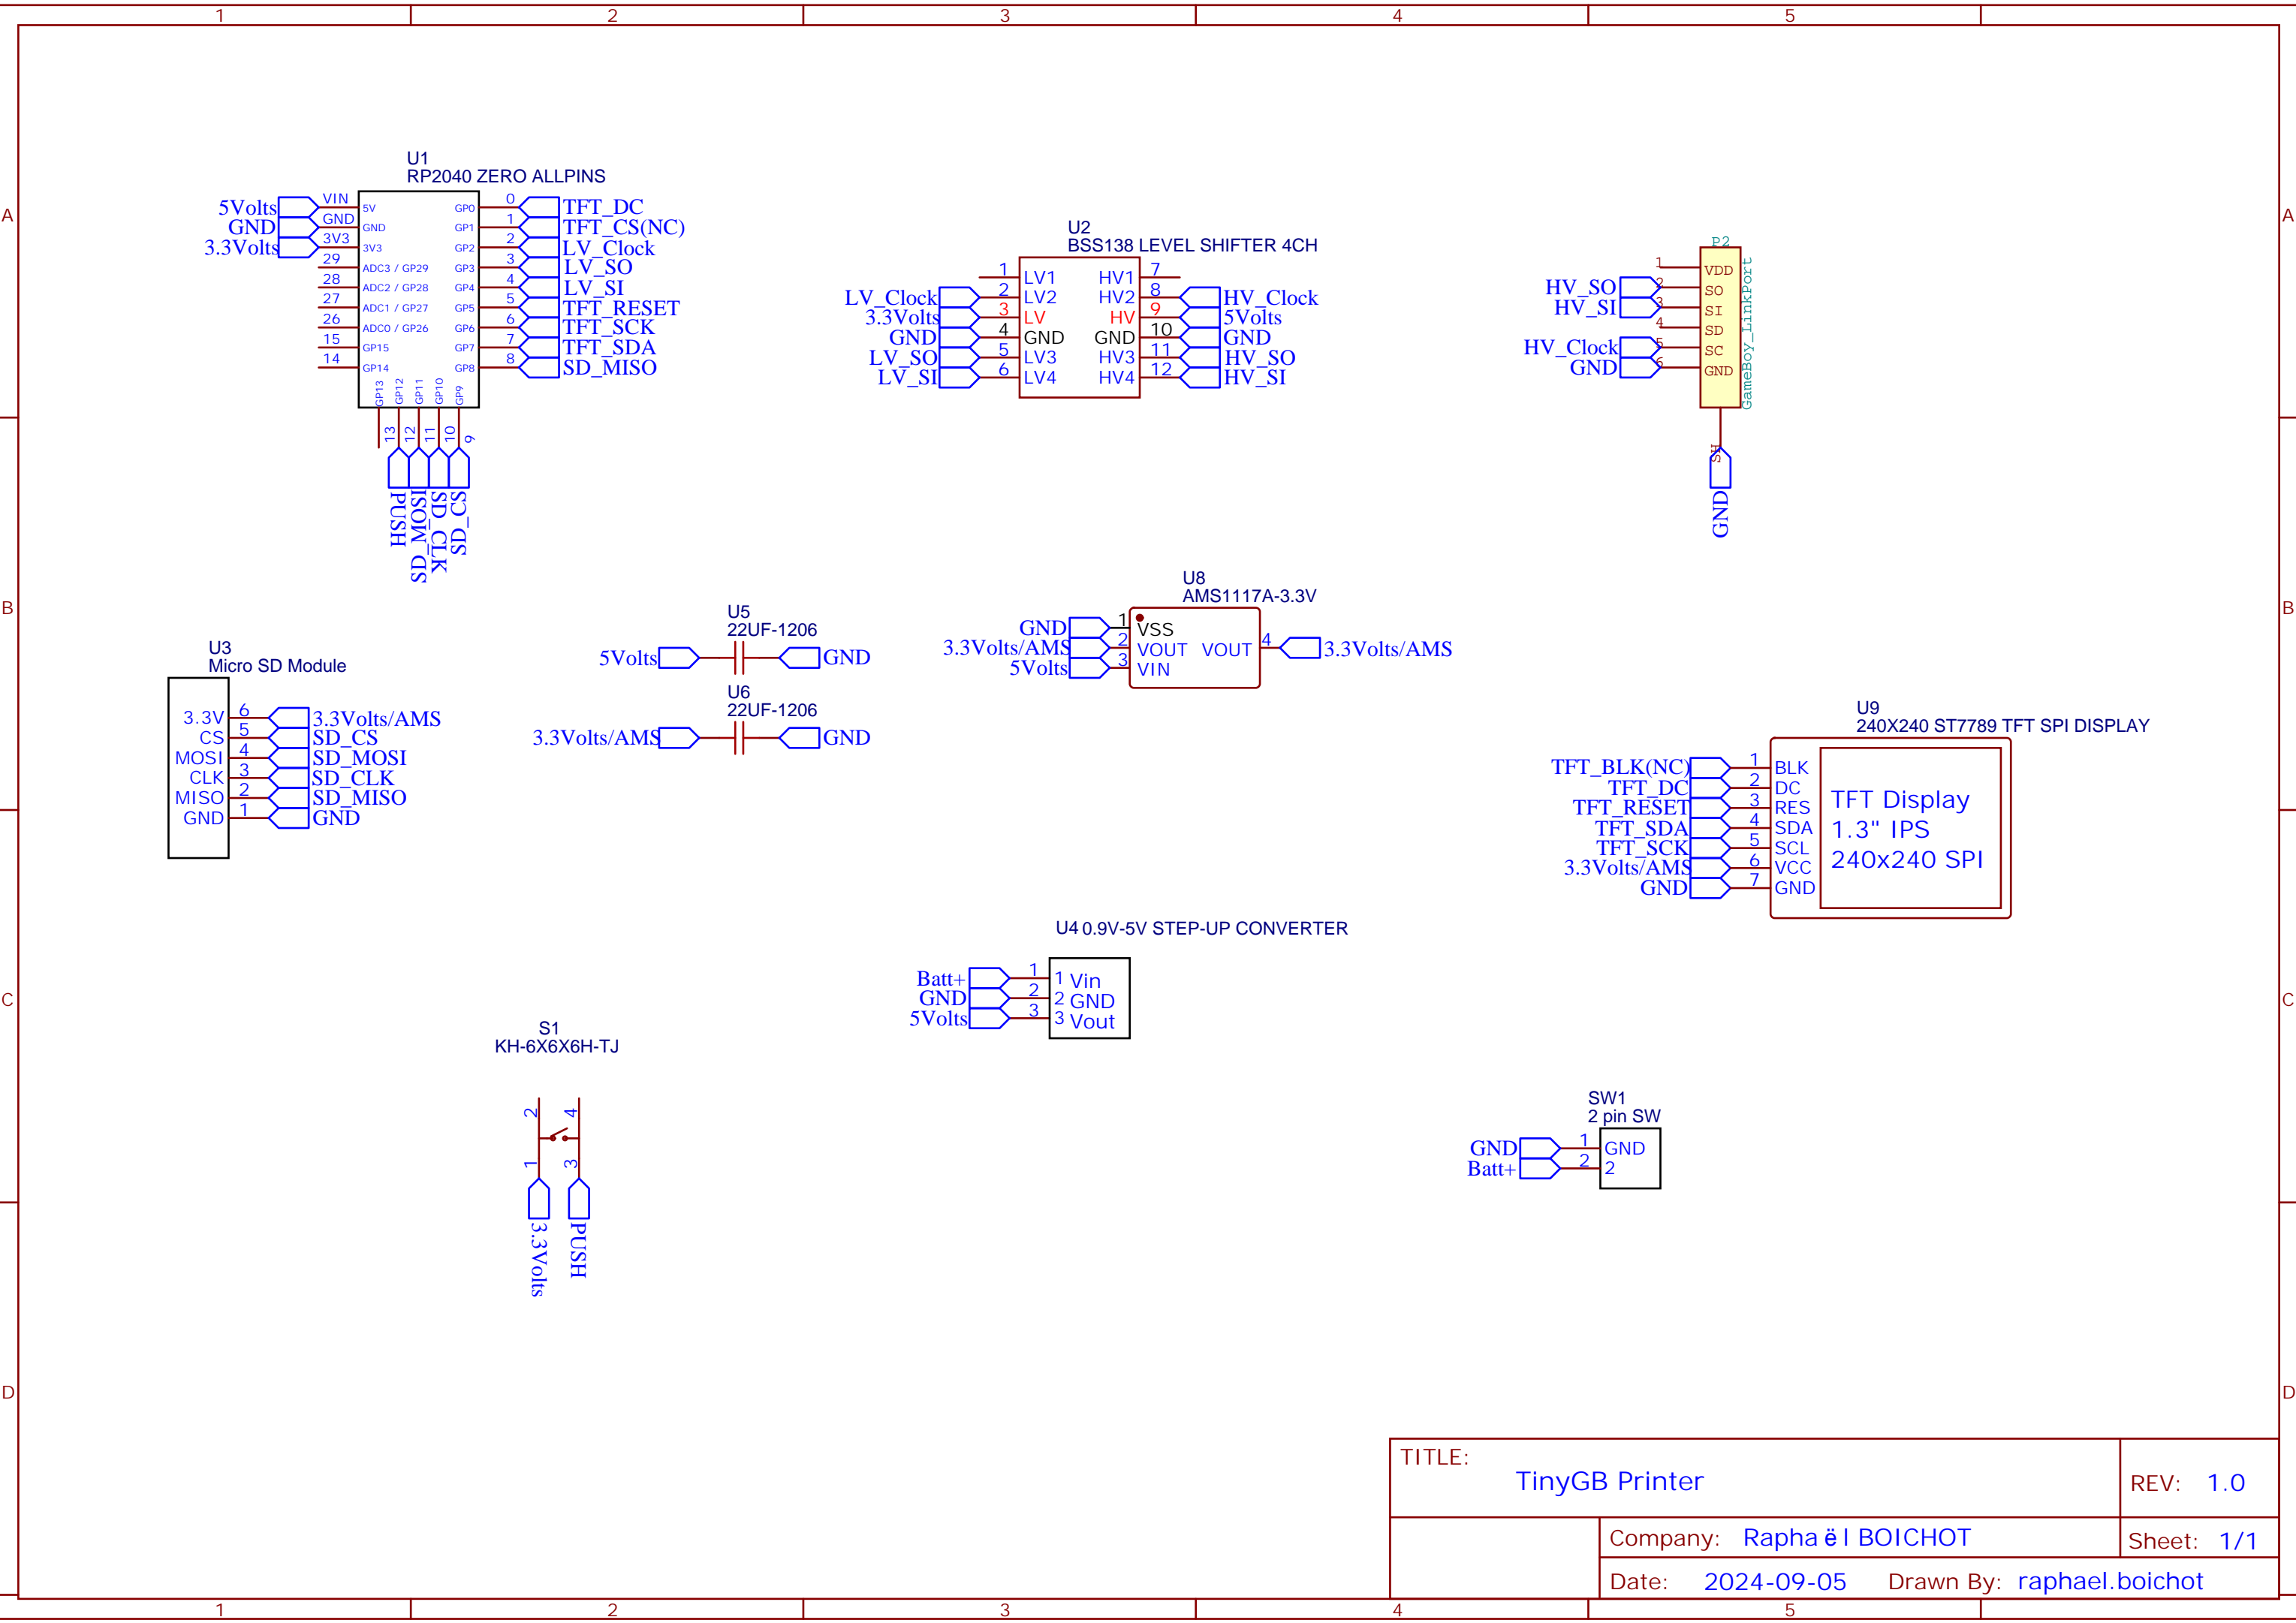 1 2 3 4 5
A A
B B
C C
D D
U1
RP2040 ZERO ALLPINS
5Volts VIN 5V
GND GND GND
3.3Volts 3V3 3V3
29 ADC3 / GP29
28 ADC2 / GP28
27 ADC1 / GP27
26 ADC0 / GP26
15 GP15
14 GP14
GP0 0 TFT_DC
GP1 1 TFT_CS(NC)
GP2 2 LV_Clock
GP3 3 LV_SO
GP4 4 LV_SI
GP5 5 TFT_RESET
GP6 6 TFT_SCK
GP7 7 TFT_SDA
GP8 8 SD_MISO
GP13 GP12 GP11 GP10 GP9
13 12 11 10 9
PUSH SD_MOSI SD_CLK SD_CS
U2
BSS138 LEVEL SHIFTER 4CH
1 LV1 HV1 7
LV_Clock 2 LV2 HV2 8 HV_Clock
3.3Volts 3 LV HV 9 5Volts
GND 4 GND GND 10 GND
LV_SO 5 LV3 HV3 11 HV_SO
LV_SI 6 LV4 HV4 12 HV_SI
P2
GameBoy_LinkPort
1 VDD
HV_SO 2 SO
HV_SI 3 SI
4 SD
HV_Clock 5 SC
GND 6 GND
SH
GND
U3
Micro SD Module
3.3V 6 3.3Volts/AMS
CS 5 SD_CS
MOSI 4 SD_MOSI
CLK 3 SD_CLK
MISO 2 SD_MISO
GND 1 GND
U5
22UF-1206
5Volts GND
U6
22UF-1206
3.3Volts/AMS GND
U8
AMS1117A-3.3V
GND 1 VSS
3.3Volts/AMS 2 VOUT VOUT 4 3.3Volts/AMS
5Volts 3 VIN
U9
240X240 ST7789 TFT SPI DISPLAY
TFT_BLK(NC) 1 BLK
TFT_DC 2 DC
TFT_RESET 3 RES
TFT_SDA 4 SDA
TFT_SCK 5 SCL
3.3Volts/AMS 6 VCC
GND 7 GND
TFT Display
1.3" IPS
240x240 SPI
U4 0.9V-5V STEP-UP CONVERTER
Batt+ 1 1 Vin
GND 2 2 GND
5Volts 3 3 Vout
S1
KH-6X6X6H-TJ
2 4
1 3
3.3Volts PUSH
SW1
2 pin SW
GND 1 GND
Batt+ 2 2
TITLE:
TinyGB Printer
REV: 1.0
Company: Raphaël BOICHOT
Sheet: 1/1
Date: 2024-09-05 Drawn By: raphael.boichot
1 2 3 4 5